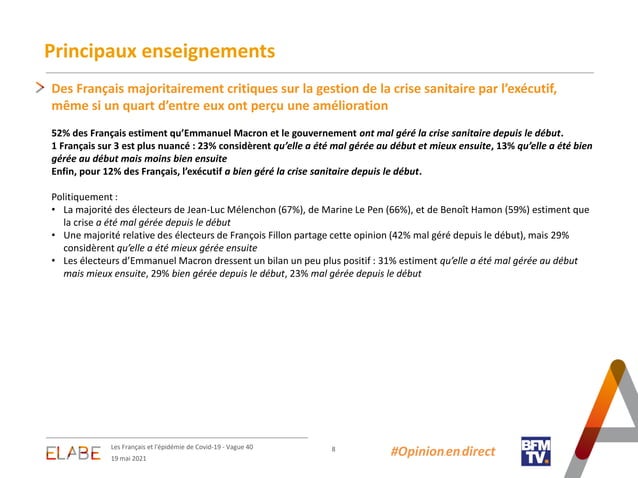 Principaux enseignements
Des Français majoritairement critiques sur la gestion de la crise sanitaire par l'exécutif,
même si un quart d'entre eux ont perçu une amélioration
52% des Français estiment qu'Emmanuel Macron et le gouvernement ont mal géré la crise sanitaire depuis le début.
1 Français sur 3 est plus nuancé : 23% considèrent qu'elle a été mal gérée au début et mieux ensuite, 13% qu'elle a été bien
gérée au début mais moins bien ensuite
Enfin, pour 12% des Français, l'exécutif a bien géré la crise sanitaire depuis le début.
Politiquement :
• La majorité des électeurs de Jean-Luc Mélenchon (67%), de Marine Le Pen (66%), et de Benoît Hamon (59%) estiment que
la crise a été mal gérée depuis le début
• Une majorité relative des électeurs de François Fillon partage cette opinion (42% mal géré depuis le début), mais 29%
considèrent qu'elle a été mieux gérée ensuite
• Les électeurs d'Emmanuel Macron dressent un bilan un peu plus positif : 31% estiment qu'elle a été mal gérée au début
mais mieux ensuite, 29% bien gérée depuis le début, 23% mal gérée depuis le début
ELABE
Les Français et l'épidémie de Covid-19 - Vague 40
19 mai 2021
8
#Opinion en direct
BFM
TV.